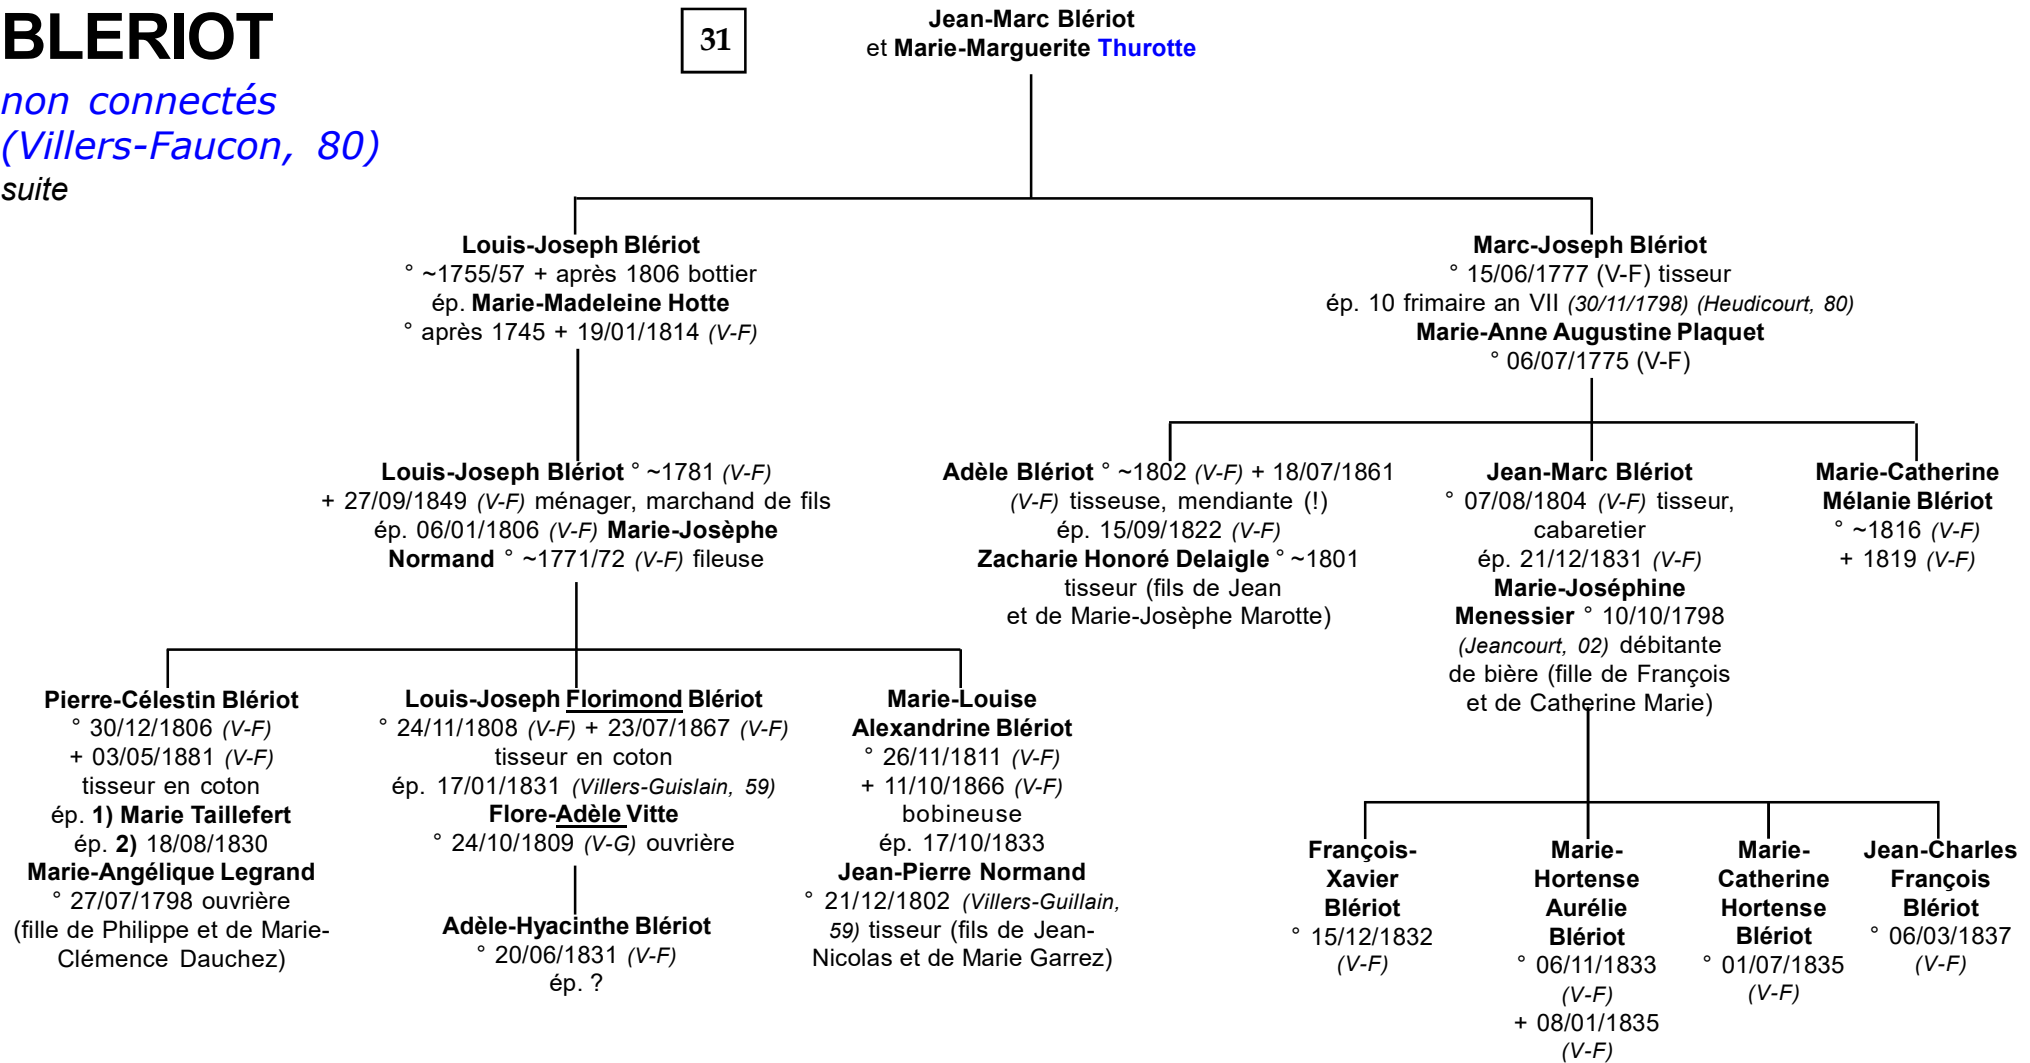 BLERIOT
non connectés
(Villers-Faucon, 80)
suite
31
Jean-Marc Blériot
et Marie-Marguerite Thurotte
Louis-Joseph Blériot
° ~1755/57 + après 1806 bottier
ép. Marie-Madeleine Hotte
° après 1745 + 19/01/1814 (V-F)
Marc-Joseph Blériot
° 15/06/1777 (V-F) tisseur
ép. 10 frimaire an VII (30/11/1798) (Heudicourt, 80)
Marie-Anne Augustine Plaquet
° 06/07/1775 (V-F)
Louis-Joseph Blériot ° ~1781 (V-F)
+ 27/09/1849 (V-F) ménager, marchand de fils
ép. 06/01/1806 (V-F) Marie-Josèphe
Normand ° ~1771/72 (V-F) fileuse
Adèle Blériot ° ~1802 (V-F) + 18/07/1861
(V-F) tisseuse, mendiante (!)
ép. 15/09/1822 (V-F)
Zacharie Honoré Delaigle ° ~1801
tisseur (fils de Jean
et de Marie-Josèphe Marotte)
Jean-Marc Blériot
° 07/08/1804 (V-F) tisseur,
cabaretier
ép. 21/12/1831 (V-F)
Marie-Joséphine
Menessier ° 10/10/1798
(Jeancourt, 02) débitante
de bière (fille de François
et de Catherine Marie)
Marie-Catherine
Mélanie Blériot
° ~1816 (V-F)
+ 1819 (V-F)
Pierre-Célestin Blériot
° 30/12/1806 (V-F)
+ 03/05/1881 (V-F)
tisseur en coton
ép. 1) Marie Taillefert
ép. 2) 18/08/1830
Marie-Angélique Legrand
° 27/07/1798 ouvrière
(fille de Philippe et de Marie-
Clémence Dauchez)
Louis-Joseph Florimond Blériot
° 24/11/1808 (V-F) + 23/07/1867 (V-F)
tisseur en coton
ép. 17/01/1831 (Villers-Guislain, 59)
Flore-Adèle Vitte
° 24/10/1809 (V-G) ouvrière
Adèle-Hyacinthe Blériot
° 20/06/1831 (V-F)
ép. ?
Marie-Louise
Alexandrine Blériot
° 26/11/1811 (V-F)
+ 11/10/1866 (V-F)
bobineuse
ép. 17/10/1833
Jean-Pierre Normand
° 21/12/1802 (Villers-Guillain,
59) tisseur (fils de Jean-
Nicolas et de Marie Garrez)
François-
Xavier
Blériot
° 15/12/1832
(V-F)
Marie-
Hortense
Aurélie
Blériot
° 06/11/1833
(V-F)
+ 08/01/1835
(V-F)
Marie-
Catherine
Hortense
Blériot
° 01/07/1835
(V-F)
Jean-Charles
François
Blériot
° 06/03/1837
(V-F)